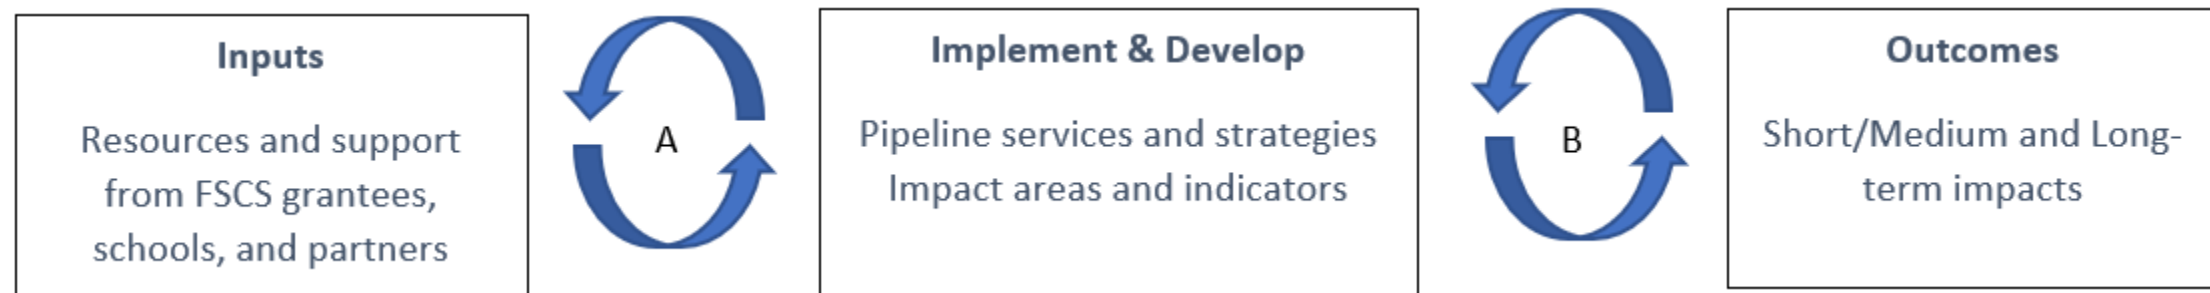 Inputs
Resources and support
from FSCS grantees,
schools, and partners
A
Implement & Develop
Pipeline services and strategies
Impact areas and indicators
B
Outcomes
Short/Medium and Long-
term impacts